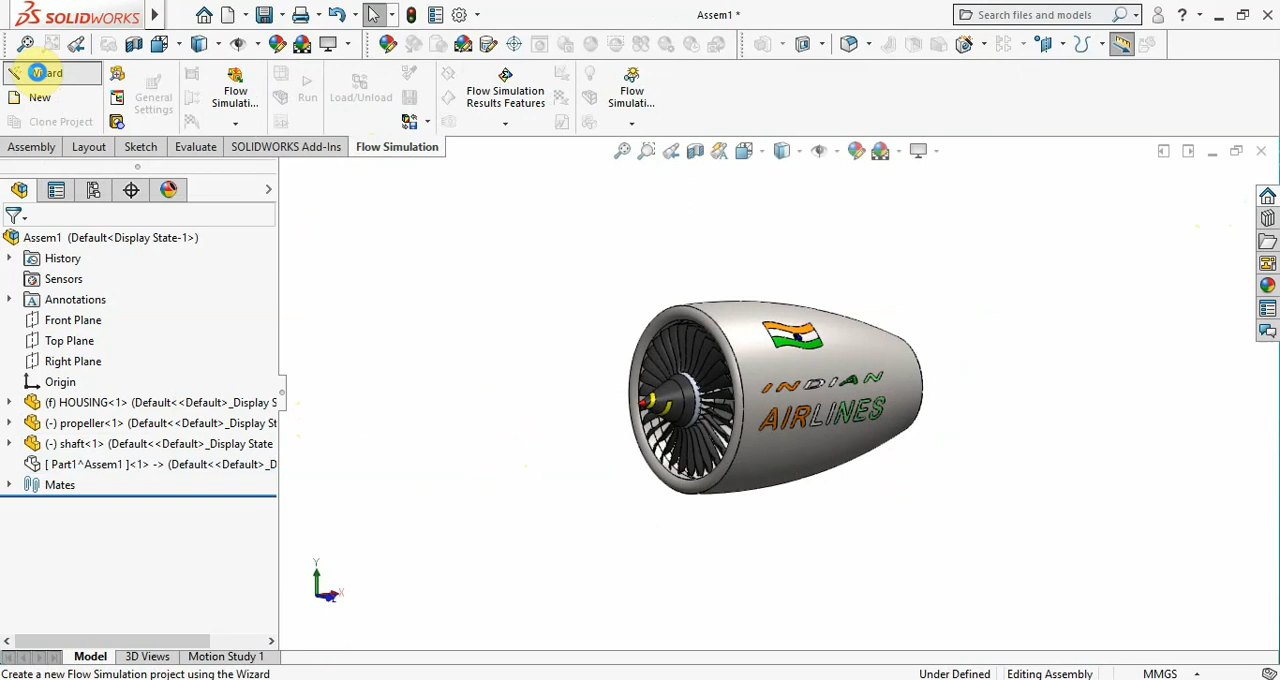 SOLIDWORKS
Assem1 *
Search files and models
Wizard
New
Clone Project
General Settings
Flow Simulati...
Run
Load/Unload
Flow Simulation Results Features
Flow Simulati...
Assembly
Layout
Sketch
Evaluate
SOLIDWORKS Add-Ins
Flow Simulation
Assem1 (Default<Display State-1>)
History
Sensors
Annotations
Front Plane
Top Plane
Right Plane
Origin
(f) HOUSING<1> (Default<<Default>_Display S
(-) propeller<1> (Default<<Default>_Display St
(-) shaft<1> (Default<<Default>_Display State
[ Part1^Assem1 ]<1> -> (Default<<Default>_D
Mates
INDIAN
AIRLINES
Y
X
Model
3D Views
Motion Study 1
Create a new Flow Simulation project using the Wizard
Under Defined
Editing Assembly
MMGS